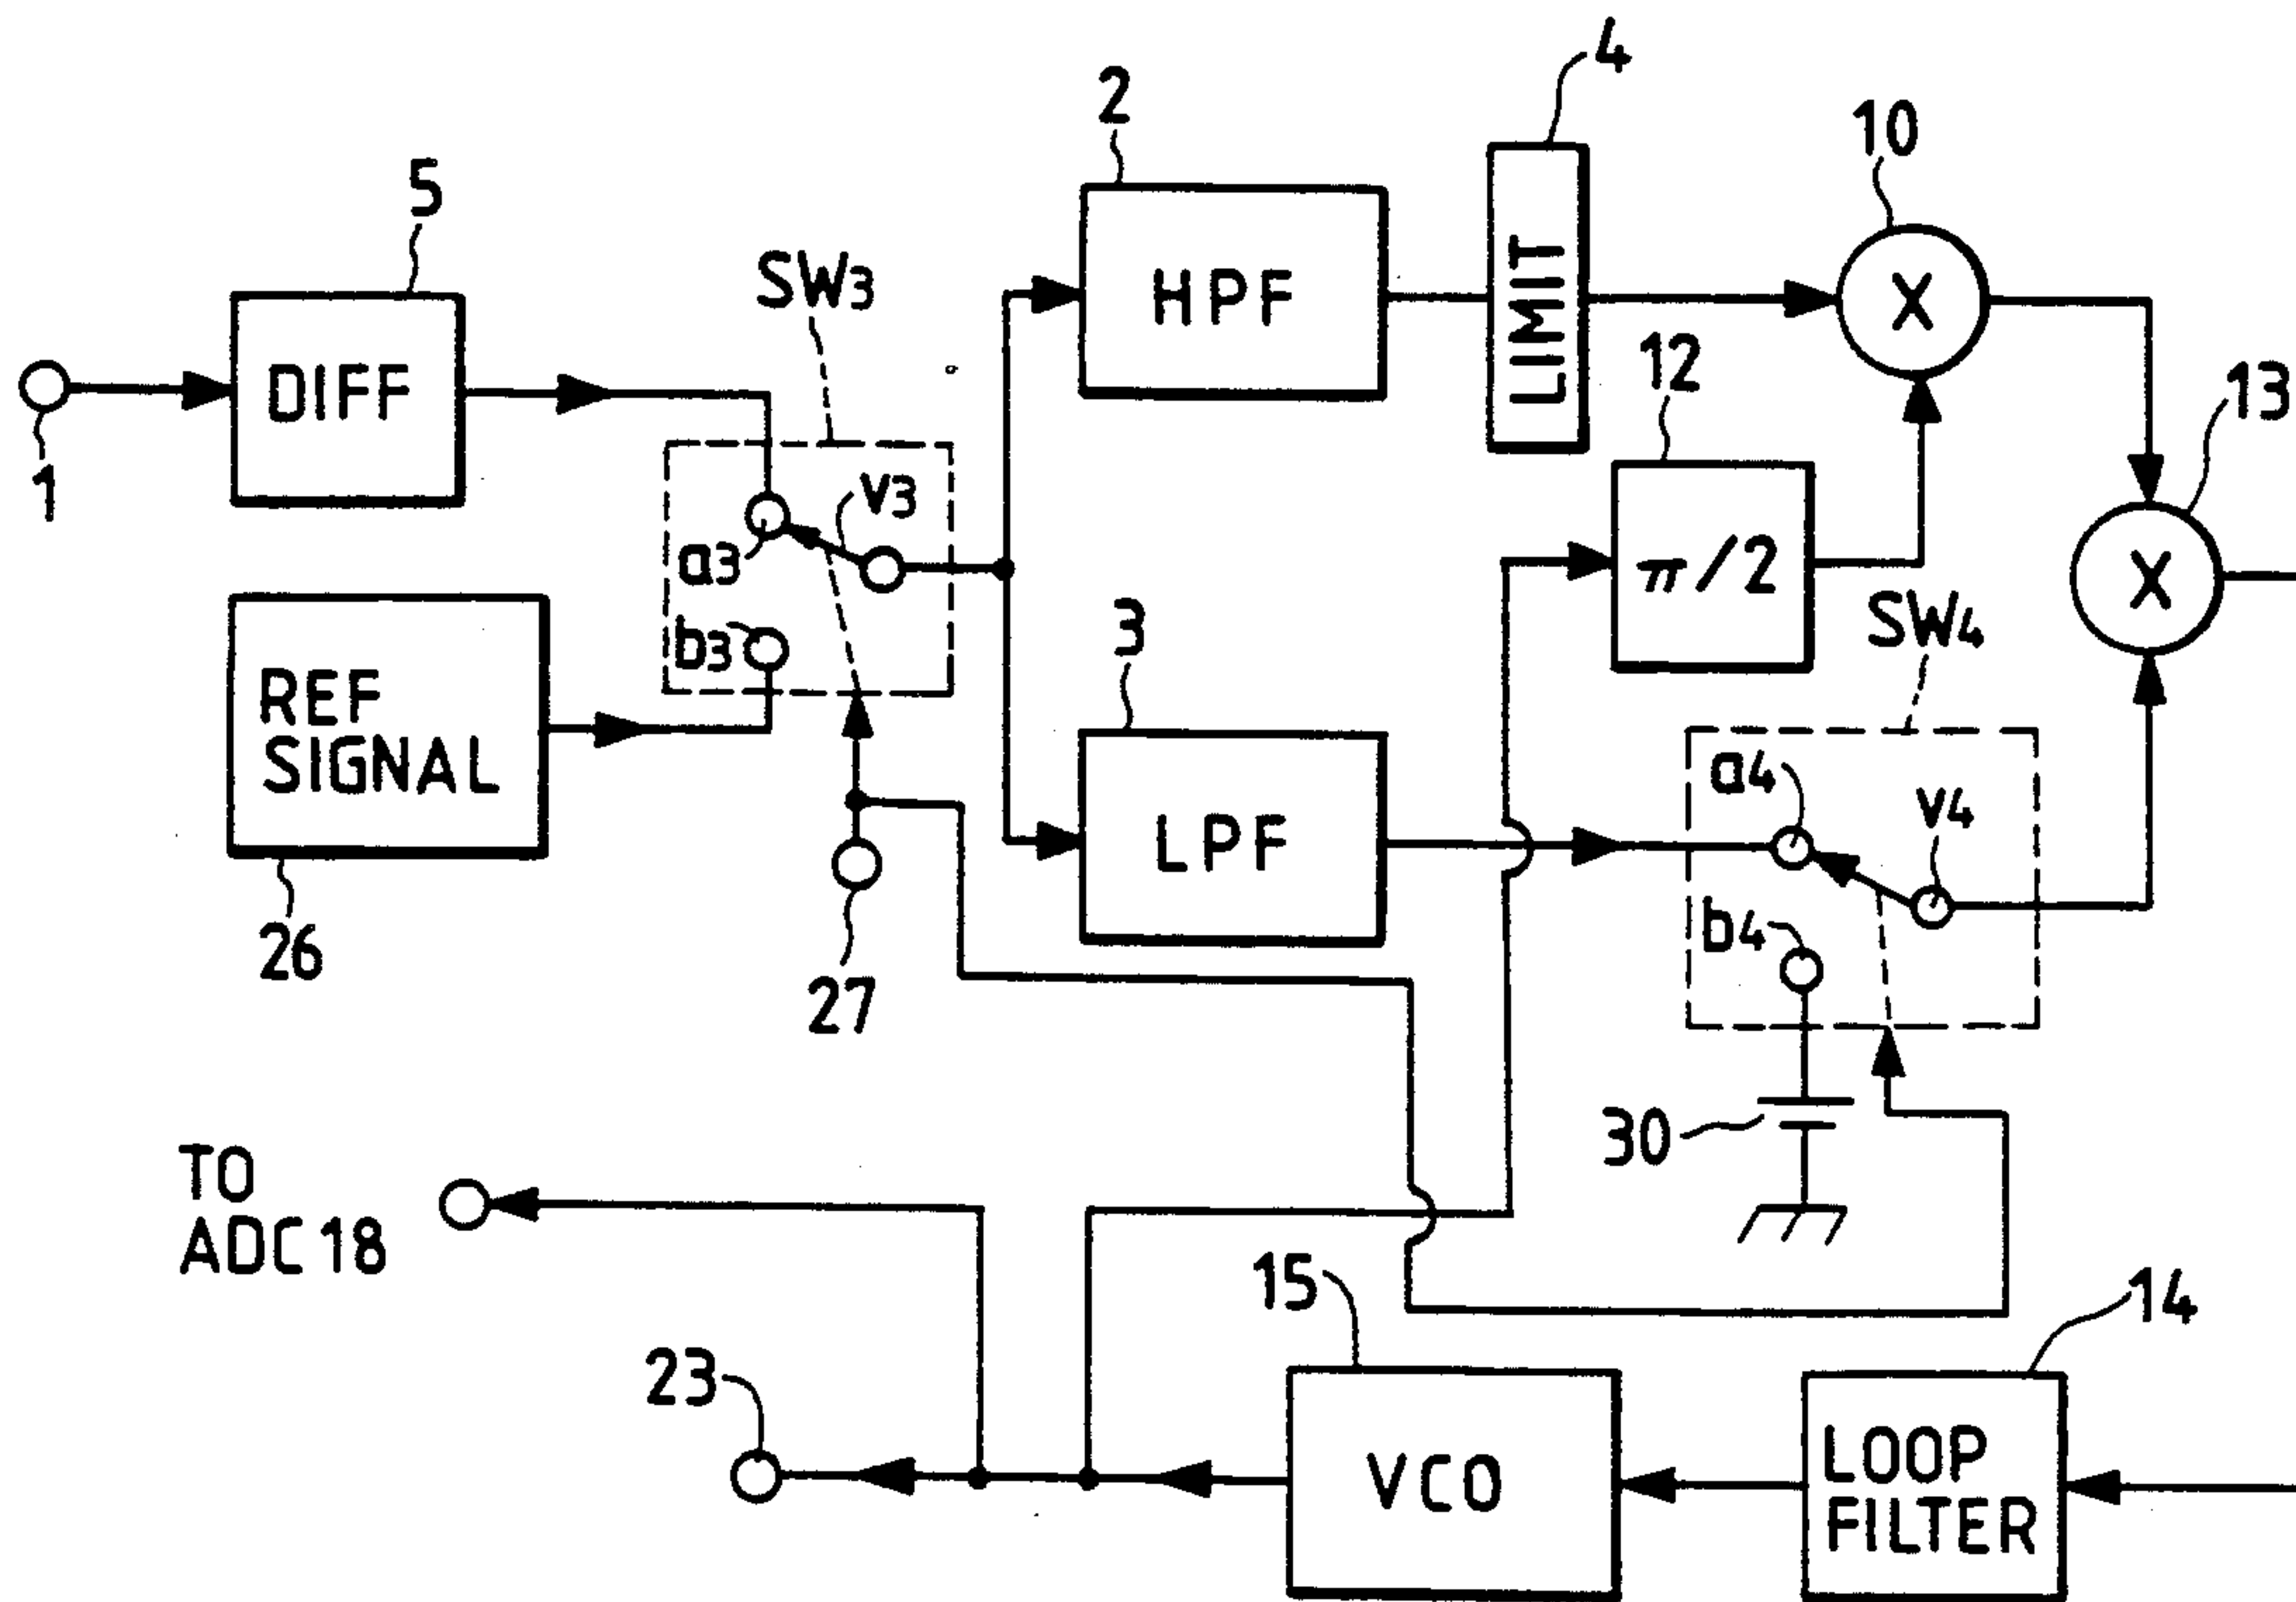 4
2
10
5
SW3
HPF
LIMIT
X
12
13
DIFF
1
v3
a3
π/2
X
SW4
b3
3
REF
SIGNAL
a4
v4
LPF
b4
26
27
30
TO
ADC 18
15
14
23
VCO
LOOP
FILTER